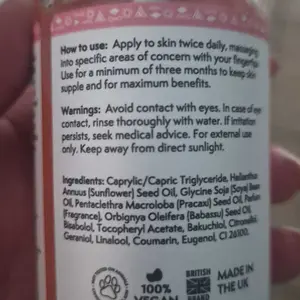 How to use: Apply to skin twice daily, massaging
into specific areas of concern with your fingertips.
Use for a minimum of three months to keep skin
supple and for maximum benefits.
Warnings: Avoid contact with eyes. In case of eye
contact, rinse thoroughly with water. If irritation
persists, seek medical advice. For external use
only. Keep away from direct sunlight.
Ingredients: Caprylic/Capric Triglyceride, Helianthus
Annuus (Sunflower) Seed Oil, Glycine Soja (Soya) Bean
Oil, Pentaclethra Macroloba (Pracaxi) Seed Oil, Parfum
(Fragrance), Orbignya Oleifera (Babassu) Seed Oil,
Bisabolol, Tocopheryl Acetate, Bakuchiol, Citronellol,
Geraniol, Linalool, Coumarin, Eugenol, CI 26100.
100%
VEGAN
BRITISH
BRAND
MADE IN
THE UK